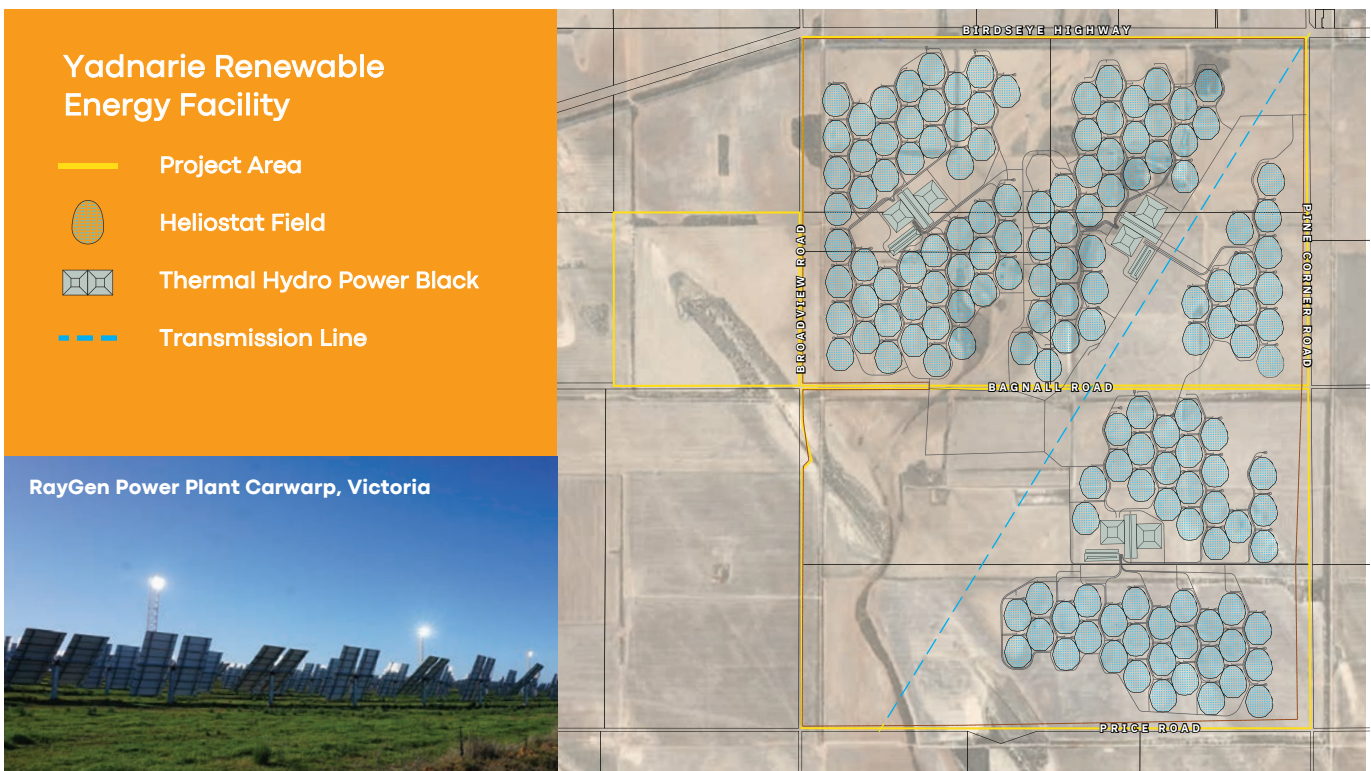 Yadnarie Renewable
Energy Facility
Project Area
Heliostat Field
Thermal Hydro Power Black
Transmission Line
RayGen Power Plant Carwarp, Victoria
BIRDSEYE HIGHWAY
BROADVIEW ROAD
PINE CORNER ROAD
BAGNALL ROAD
PRICE ROAD